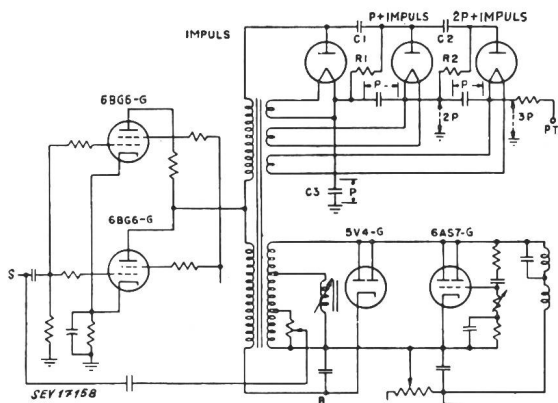 IMPULS
P+IMPULS
2P+IMPULS
C1
C2
R1
R2
P
P
2P
3P
PT
6BG6-G
C3
P
6BG6-G
5V4-G
6AS7-G
S
B
SEV 17158